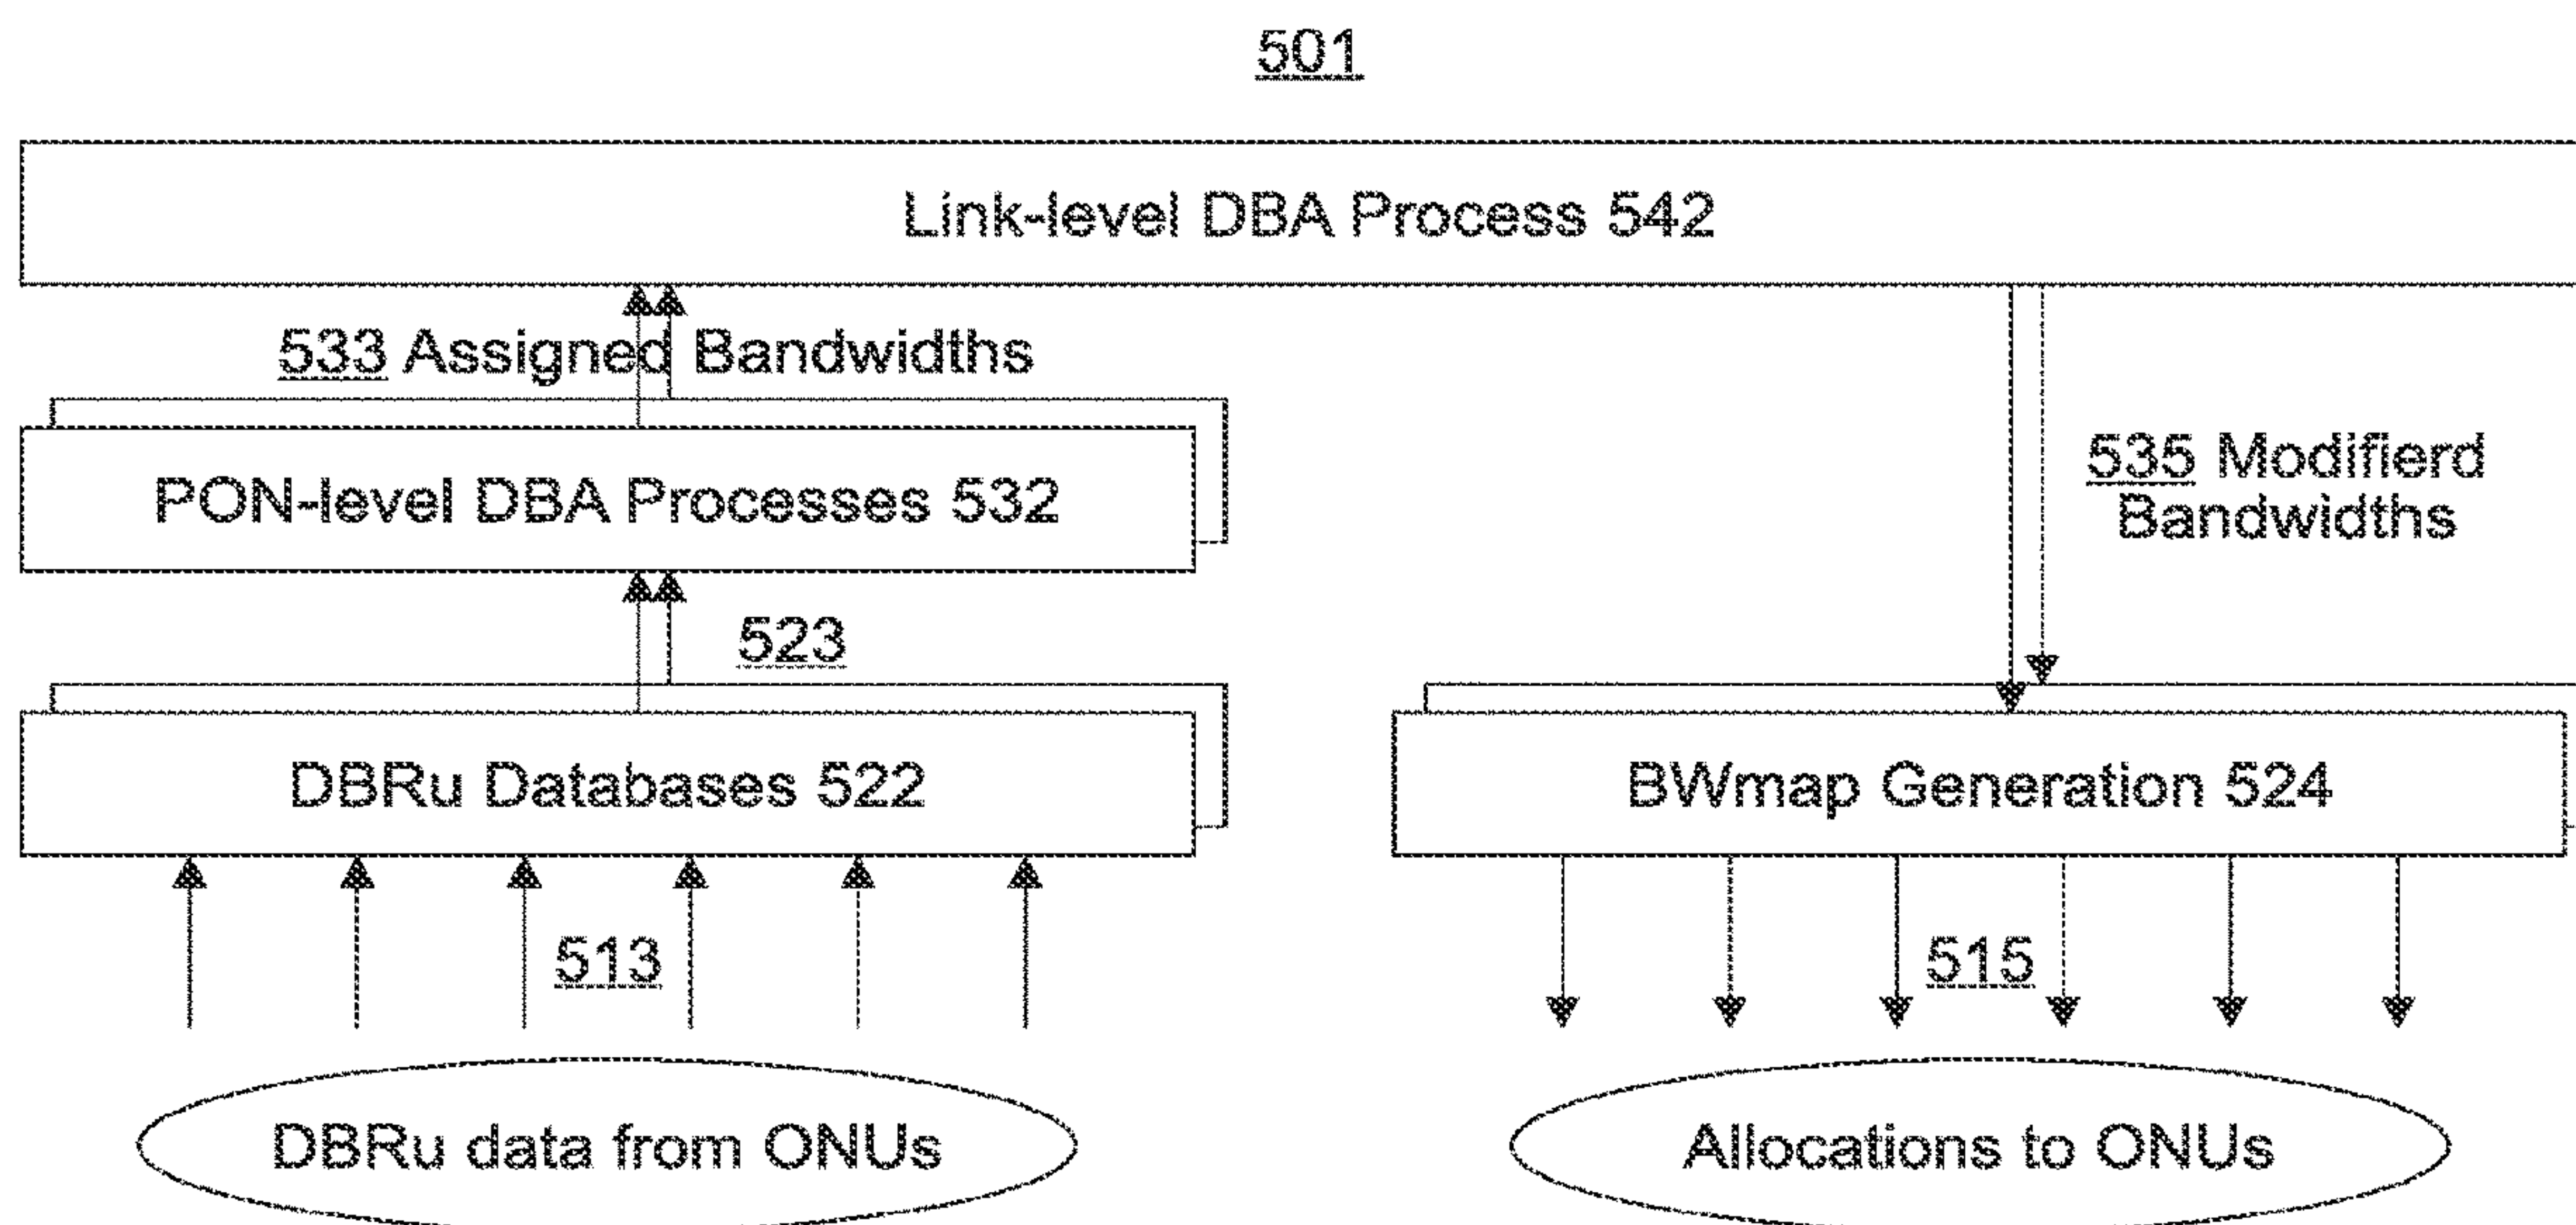 501
Link-level DBA Process 542
533 Assigned Bandwidths
PON-level DBA Processes 532
535 Modifierd
Bandwidths
523
DBRu Databases 522
BWmap Generation 524
513
515
DBRu data from ONUs
Allocations to ONUs